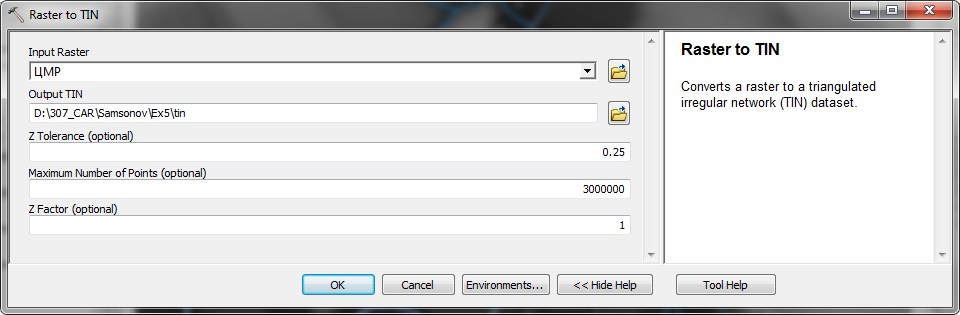 Raster to TIN
Input Raster
ЦМР
Output TIN
D:\307_CAR\Samsonov\Ex5\tin
Z Tolerance (optional)
0.25
Maximum Number of Points (optional)
3000000
Z Factor (optional)
1
Raster to TIN
Converts a raster to a triangulated
irregular network (TIN) dataset.
OK
Cancel
Environments...
<< Hide Help
Tool Help